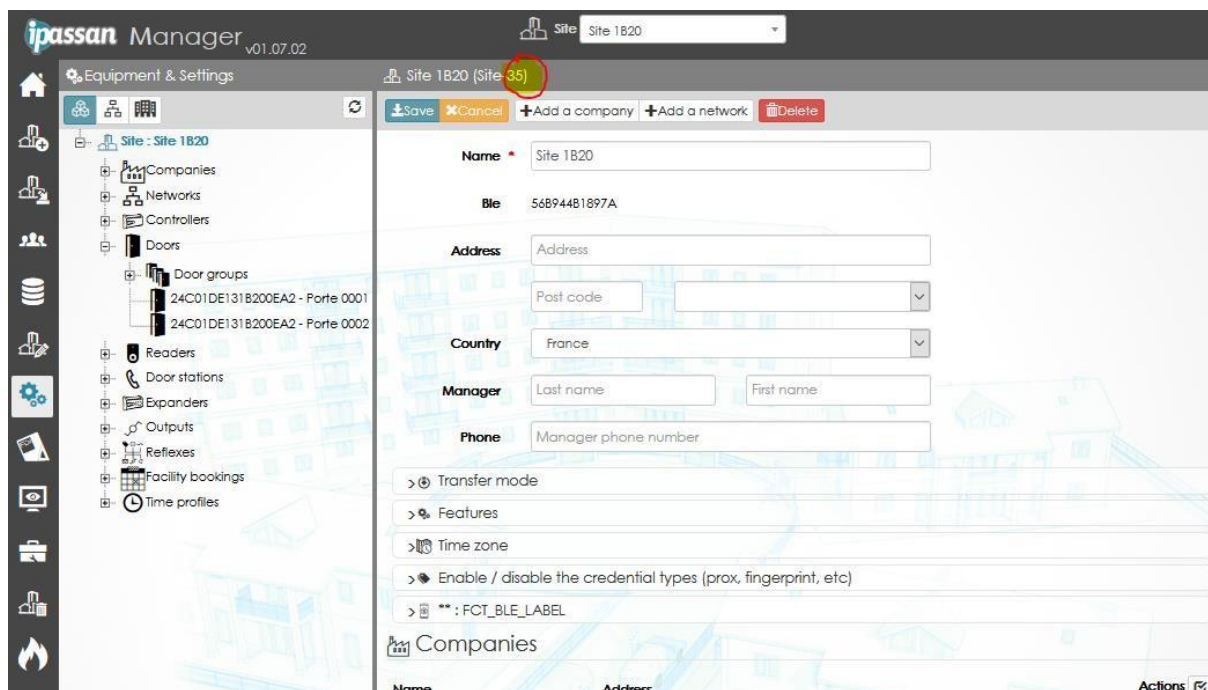 ipassan Manager v01.07.02
Site Site 1B20
Equipment & Settings
Site 1B20 (Site-35)
Save Cancel Add a company Add a network Delete
Site : Site 1B20
Companies
Networks
Controllers
Doors
Door groups
24C01DE131B200EA2 - Porte 0001
24C01DE131B200EA2 - Porte 0002
Readers
Door stations
Expanders
Outputs
Reflexes
Facility bookings
Time profiles
Name * Site 1B20
Ble 56B944B1897A
Address Address
Post code
Country France
Manager Last name First name
Phone Manager phone number
Transfer mode
Features
Time zone
Enable / disable the credential types (prox, fingerprint, etc)
** : FCT_BLE_LABEL
Companies
Name Address Actions